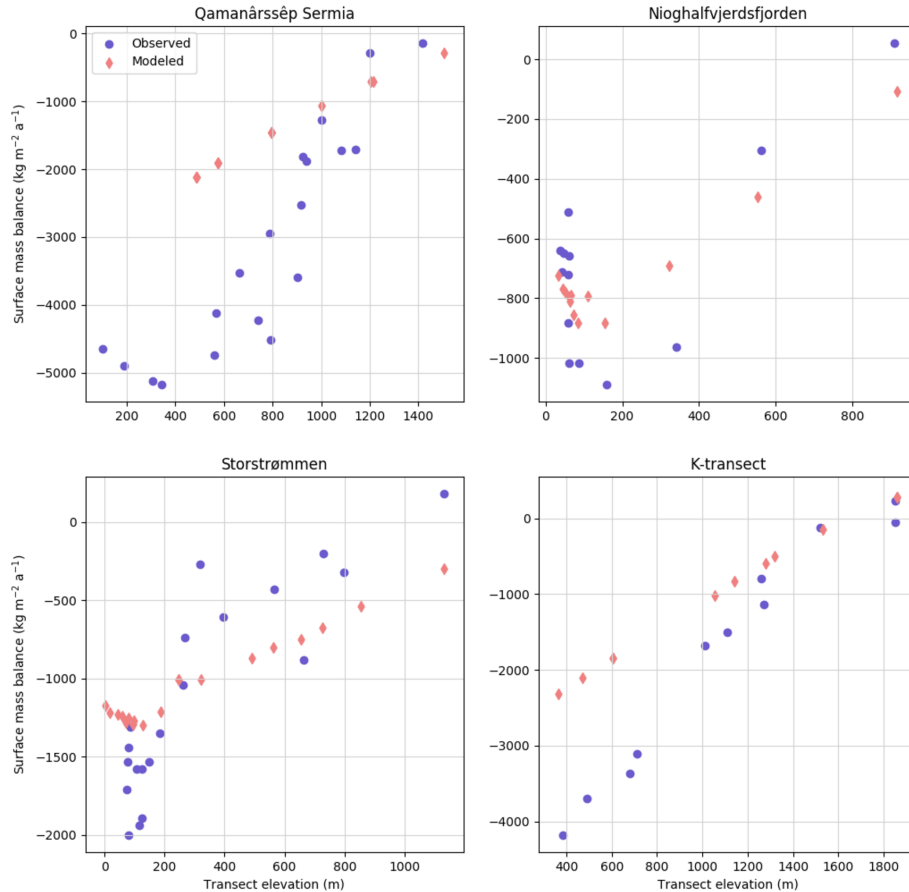 Qamanârssêp Sermia
Nioghalfvjerdsfjorden
Observed
Modeled
Surface mass balance (kg m⁻² a⁻¹)
0
−1000
−2000
−3000
−4000
−5000
200 400 600 800 1000 1200 1400
0
−200
−400
−600
−800
−1000
0 200 400 600 800
Storstrømmen
K-transect
Surface mass balance (kg m⁻² a⁻¹)
0
−500
−1000
−1500
−2000
0 200 400 600 800 1000
Transect elevation (m)
0
−1000
−2000
−3000
−4000
400 600 800 1000 1200 1400 1600 1800
Transect elevation (m)